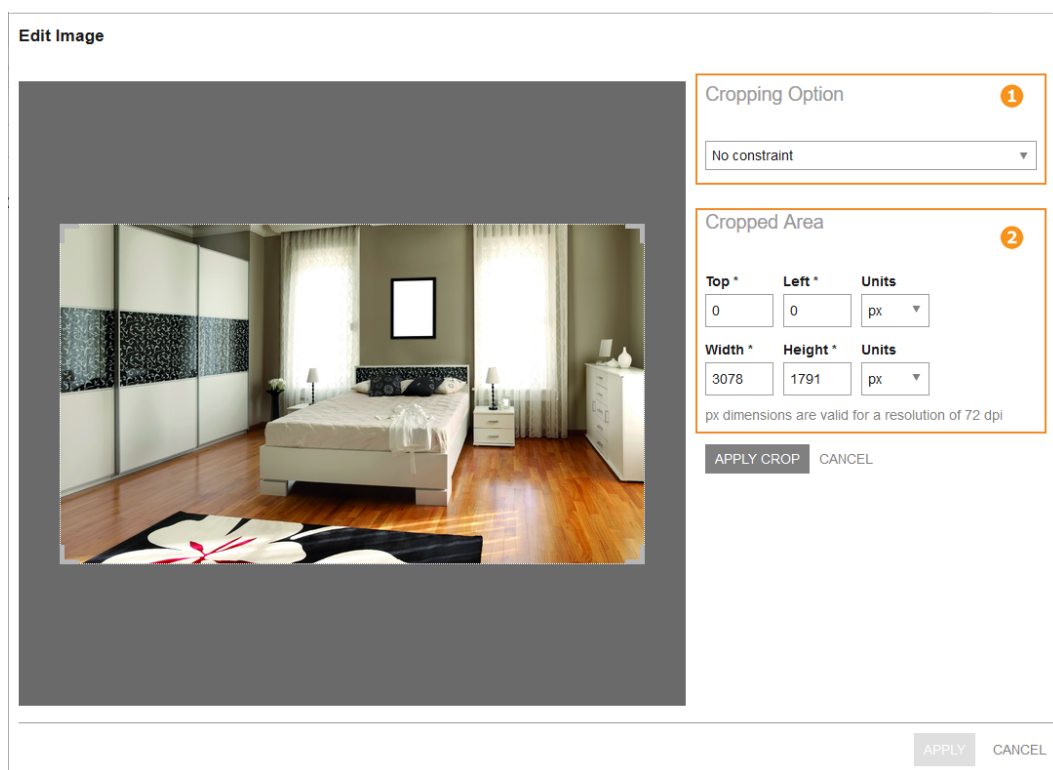 Edit Image
Cropping Option
1
No constraint
Cropped Area
2
Top * Left * Units
0 0 px
Width * Height * Units
3078 1791 px
px dimensions are valid for a resolution of 72 dpi
APPLY CROP CANCEL
APPLY CANCEL